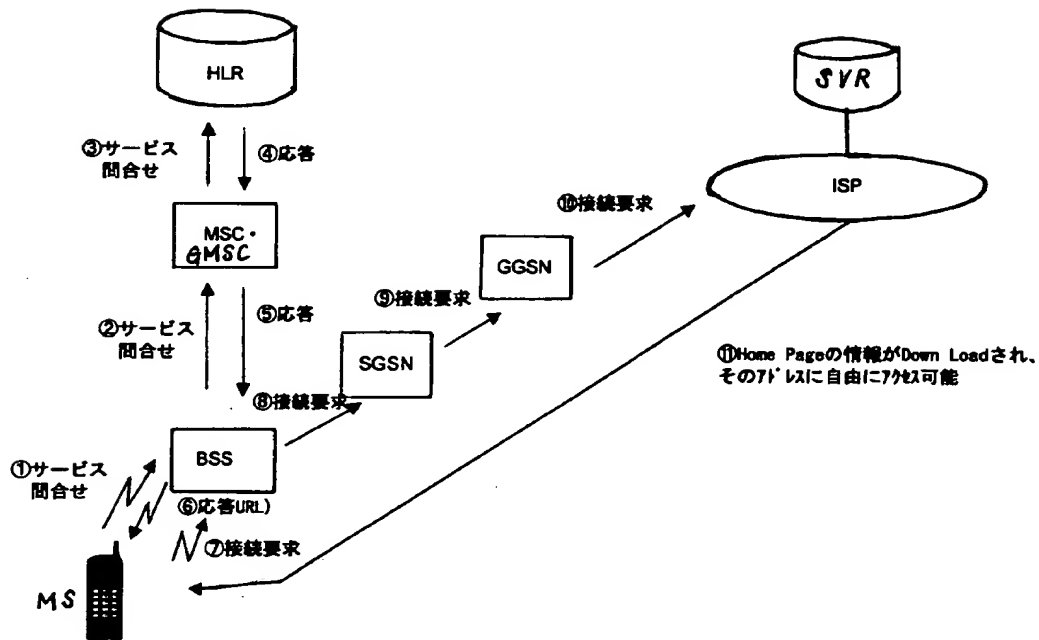 HLR
SVR
③サービス
問合せ
④応答
ISP
⑩接続要求
MSC・
GMSC
GGSN
⑨接続要求
②サービス
問合せ
⑤応答
SGSN
⑪Home Pageの情報がDown Loadされ、
そのｱﾄﾞﾚｽに自由にｱｸｾｽ可能
⑧接続要求
BSS
①サービス
問合せ
⑥応答URL)
⑦接続要求
MS